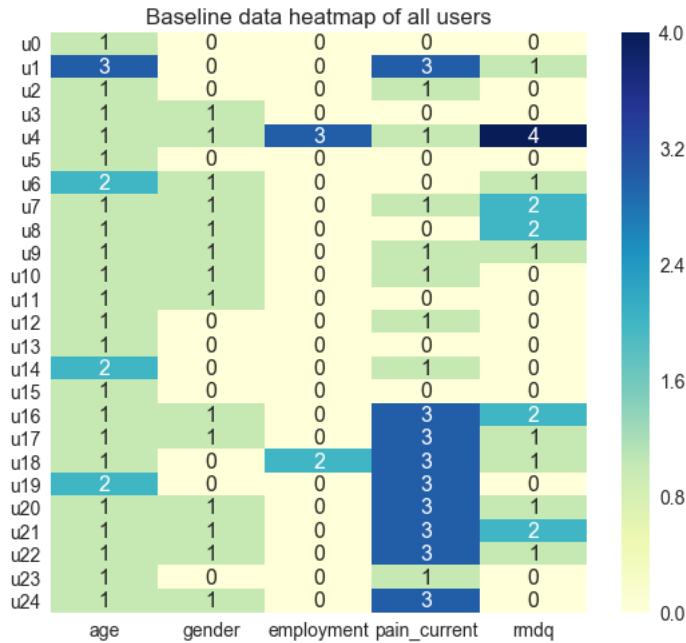 Baseline data heatmap of all users
u0 1 0 0 0 0
u1 3 0 0 3 1
u2 1 0 0 1 0
u3 1 1 0 0 0
u4 1 1 3 1 4
u5 1 0 0 0 0
u6 2 1 0 0 1
u7 1 1 0 1 2
u8 1 1 0 0 2
u9 1 1 0 1 1
u10 1 1 0 1 0
u11 1 1 0 0 0
u12 1 0 0 1 0
u13 1 0 0 0 0
u14 2 0 0 1 0
u15 1 0 0 0 0
u16 1 1 0 3 2
u17 1 1 0 3 1
u18 1 0 2 3 1
u19 2 0 0 3 0
u20 1 1 0 3 1
u21 1 1 0 3 2
u22 1 1 0 3 1
u23 1 0 0 1 0
u24 1 1 0 3 0
age gender employment pain_current rmdq
4.0
3.2
2.4
1.6
0.8
0.0